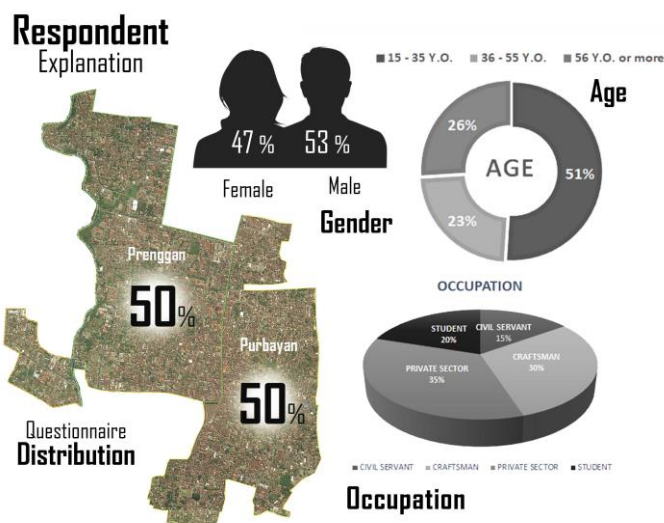 Respondent
Explanation
47 %
53 %
Female
Male
Gender
15 - 35 Y.O.
36 - 55 Y.O.
56 Y.O. or more
Age
26%
51%
23%
AGE
Prenggan
50%
Purbayan
50%
Questionnaire
Distribution
OCCUPATION
STUDENT
20%
CIVIL SERVANT
15%
CRAFTSMAN
30%
PRIVATE SECTOR
35%
CIVIL SERVANT
CRAFTSMAN
PRIVATE SECTOR
STUDENT
Occupation